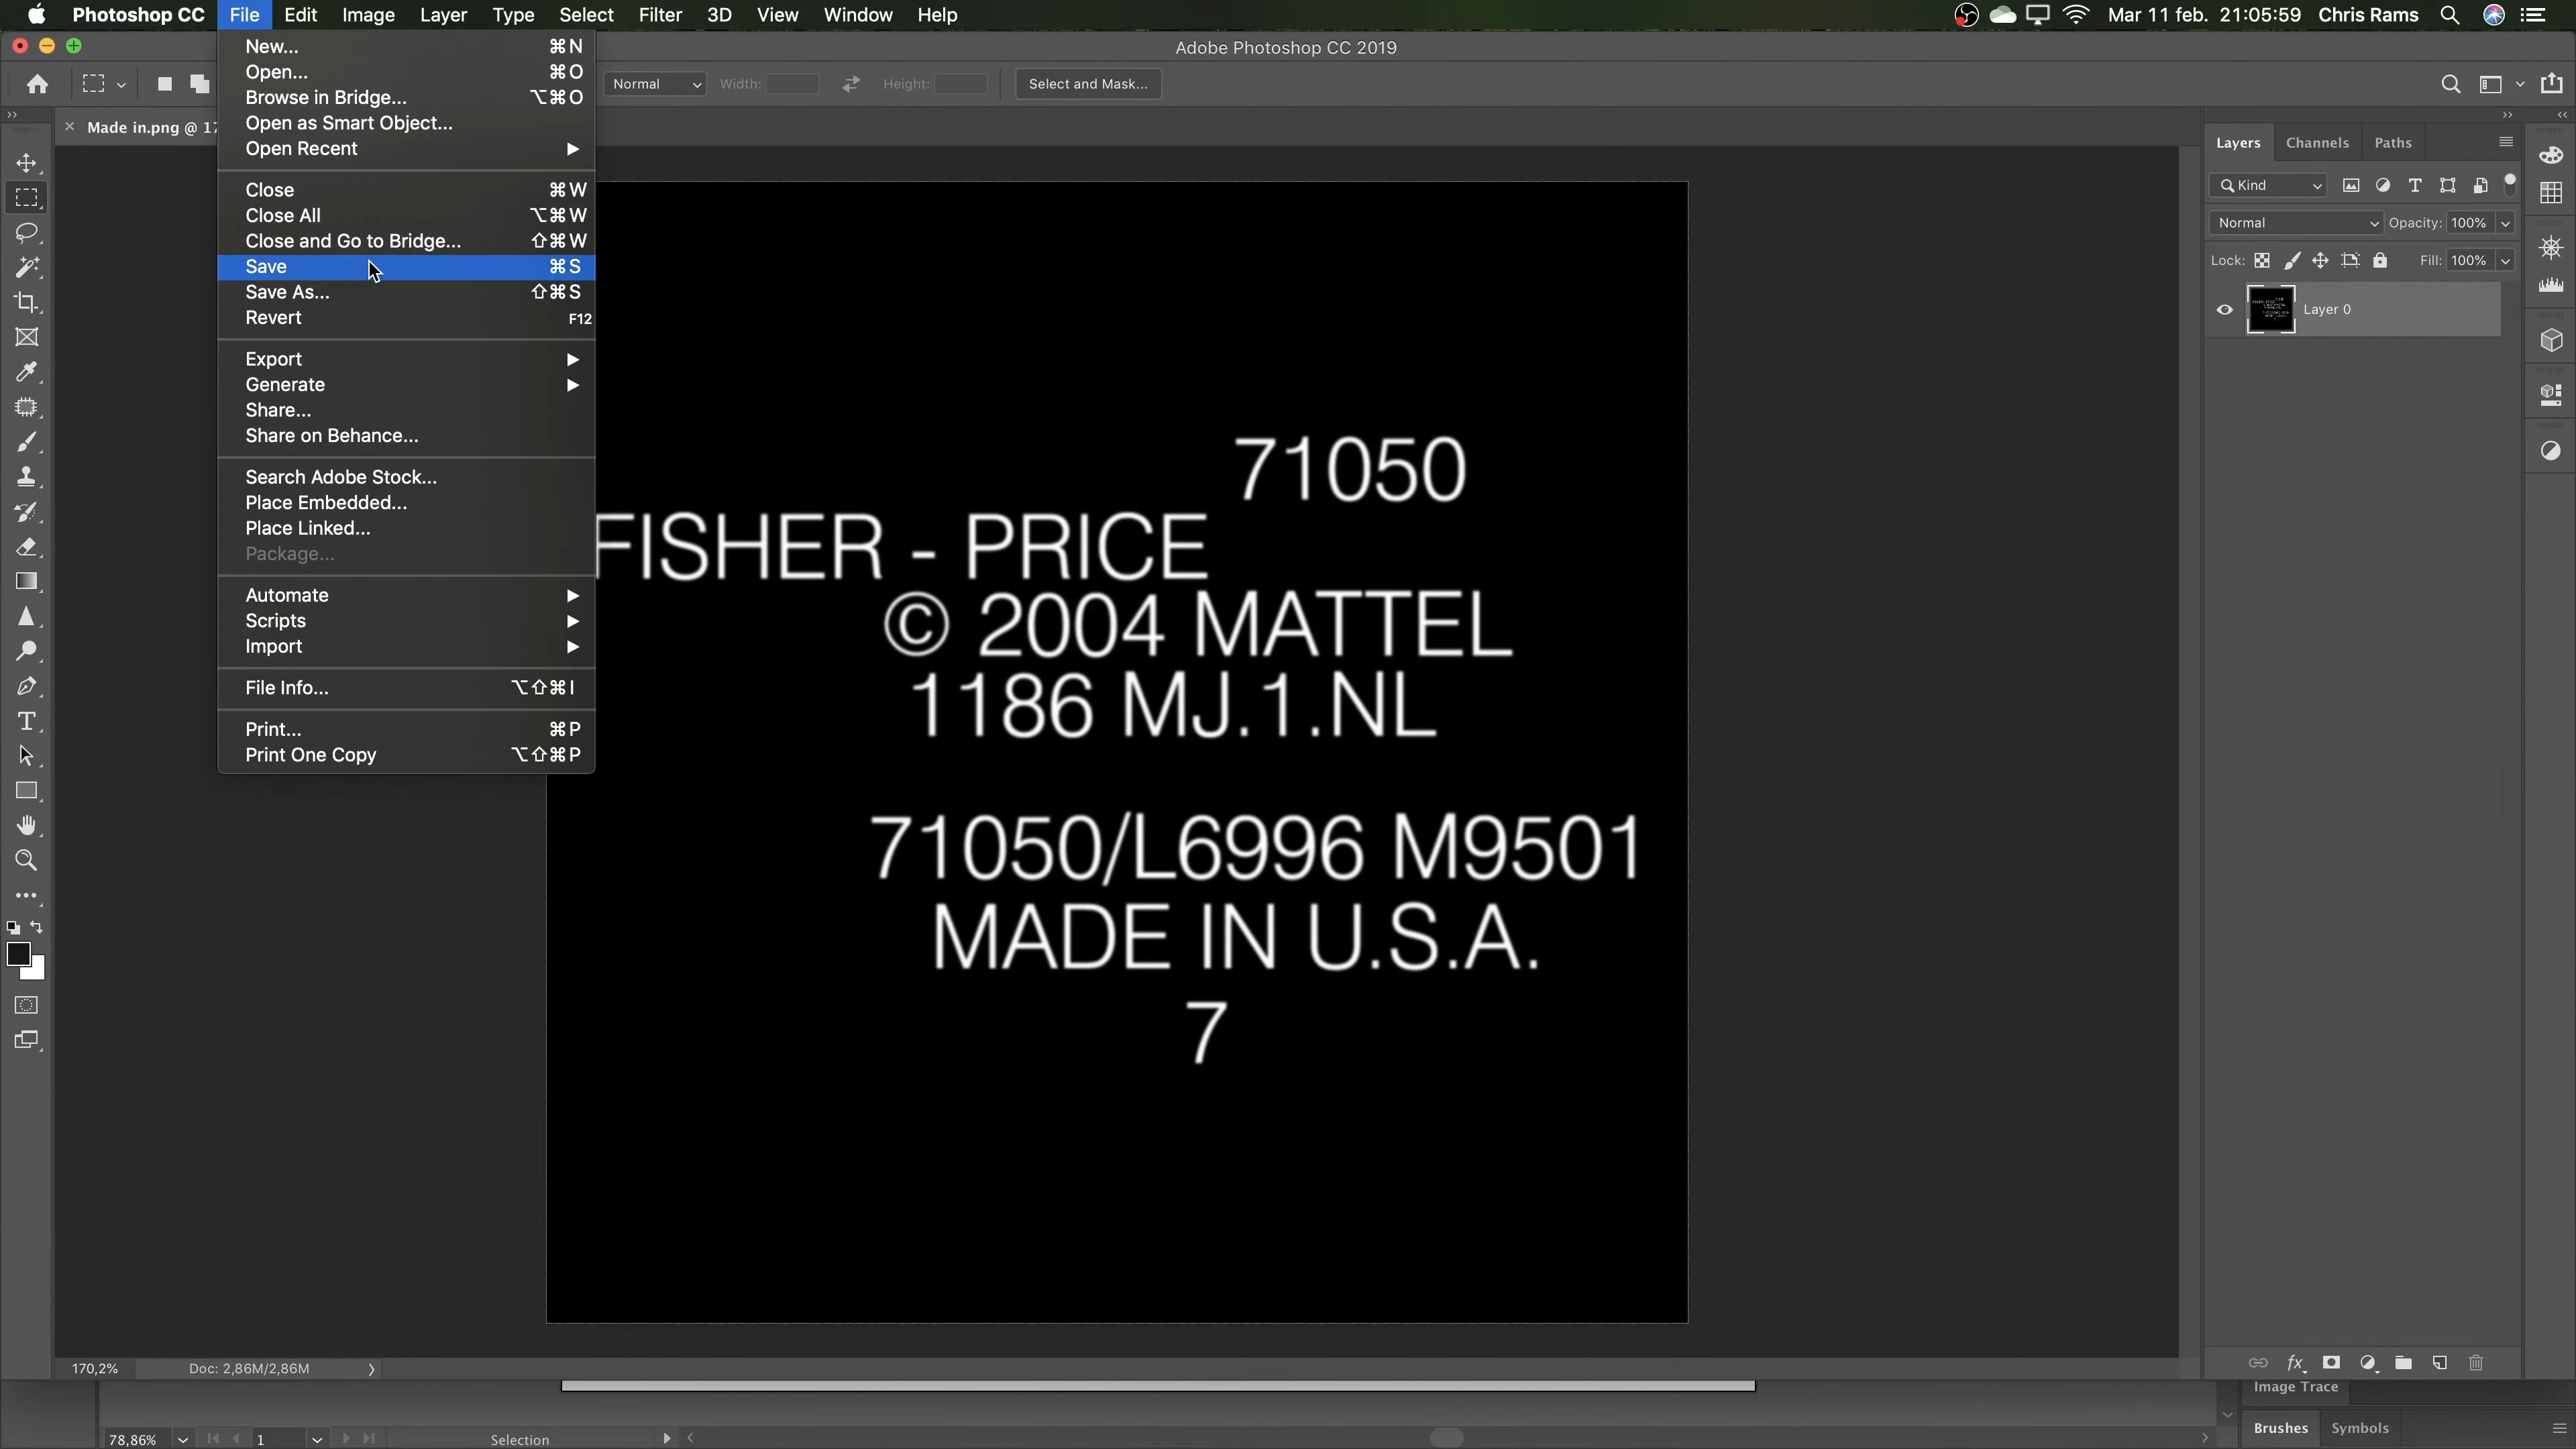 Photoshop CC File Edit Image Layer Type Select Filter 3D View Window Help Mar 11 feb. 21:05:59 Chris Rams
Adobe Photoshop CC 2019
Normal Width: Height: Select and Mask...
Made in.png @ 17
New... ⌘N
Open... ⌘O
Browse in Bridge... ⌥⌘O
Open as Smart Object...
Open Recent ▶
Close ⌘W
Close All ⌥⌘W
Close and Go to Bridge... ⇧⌘W
Save ⌘S
Save As... ⇧⌘S
Revert F12
Export ▶
Generate ▶
Share...
Share on Behance...
Search Adobe Stock...
Place Embedded...
Place Linked...
Package...
Automate ▶
Scripts ▶
Import ▶
File Info... ⌥⇧⌘I
Print... ⌘P
Print One Copy ⌥⇧⌘P
71050
FISHER - PRICE
© 2004 MATTEL
1186 MJ.1.NL
71050/L6996 M9501
MADE IN U.S.A.
7
Layers Channels Paths
Kind
Normal Opacity: 100%
Lock: Fill: 100%
Layer 0
170,2% Doc: 2,86M/2,86M
Image Trace
78,86% 1 Selection
Brushes Symbols